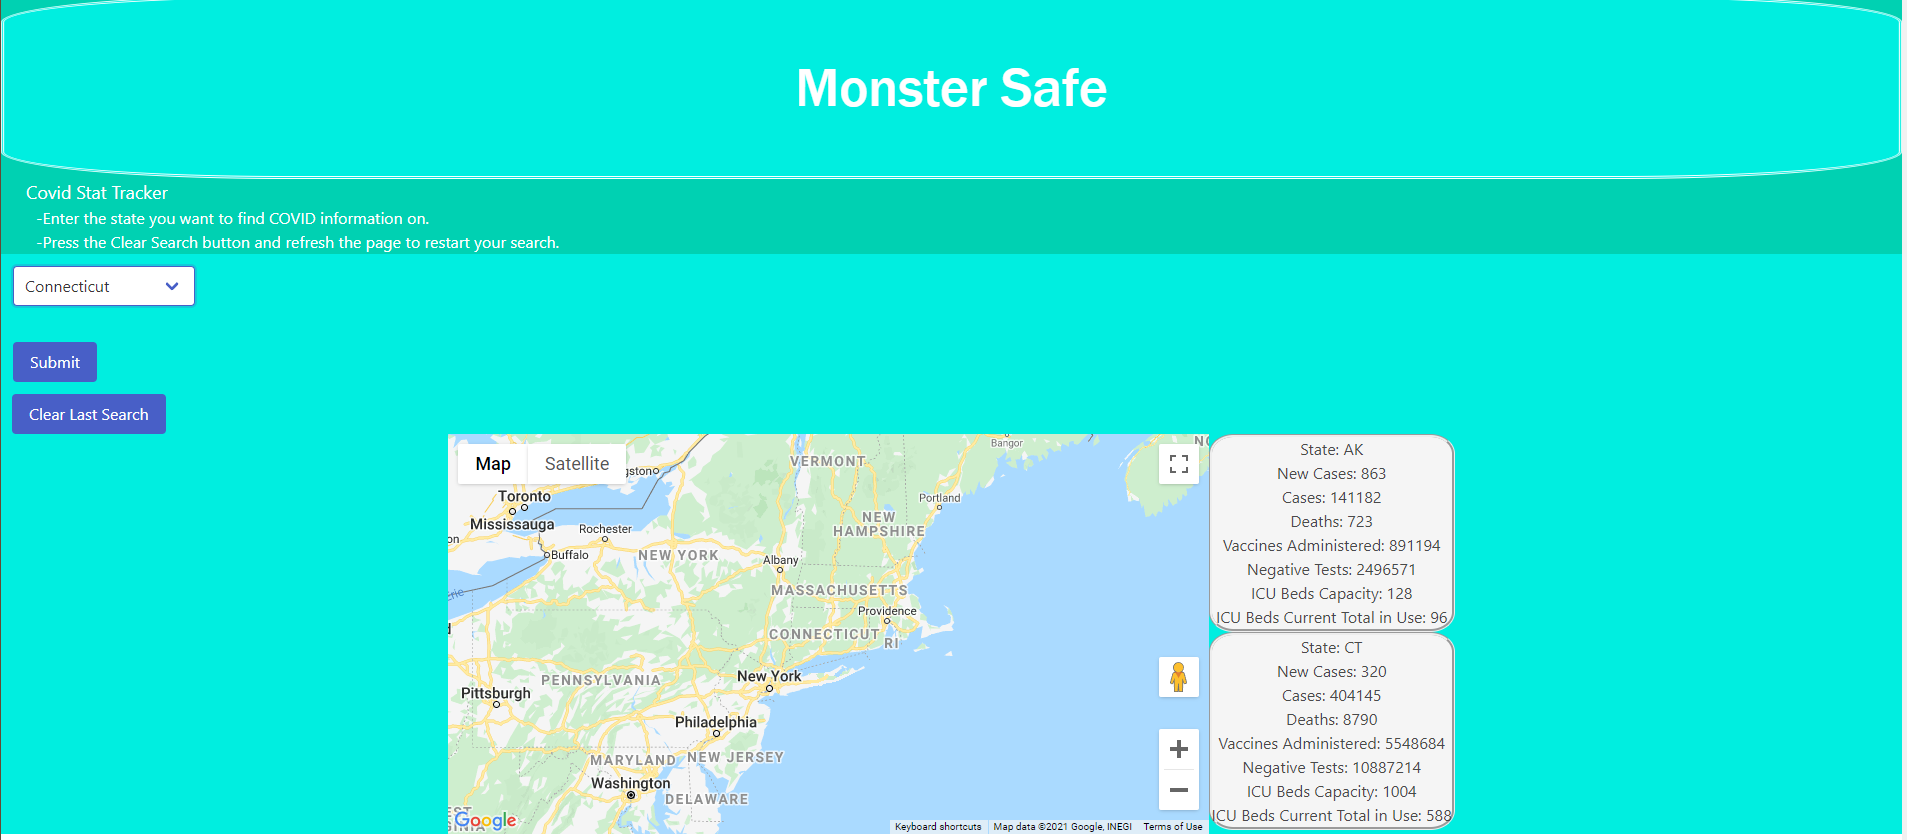 Monster Safe
Covid Stat Tracker
-Enter the state you want to find COVID information on.
-Press the Clear Search button and refresh the page to restart your search.
Connecticut
Submit
Clear Last Search
Map
Satellite
gston
Bangor
VERMONT
Toronto
Portland
Mississauga
NEW
HAMPSHIRE
Rochester
on
Buffalo
NEW YORK
Albany
MASSACHUSETTS
Erie
Providence
CONNECTICUT
RI
New York
PENNSYLVANIA
Pittsburgh
Philadelphia
MARYLAND
NEW JERSEY
Washington
DELAWARE
Google
Keyboard shortcuts
Map data ©2021 Google, INEGI
Terms of Use
State: AK
New Cases: 863
Cases: 141182
Deaths: 723
Vaccines Administered: 891194
Negative Tests: 2496571
ICU Beds Capacity: 128
ICU Beds Current Total in Use: 96
State: CT
New Cases: 320
Cases: 404145
Deaths: 8790
Vaccines Administered: 5548684
Negative Tests: 10887214
ICU Beds Capacity: 1004
ICU Beds Current Total in Use: 588